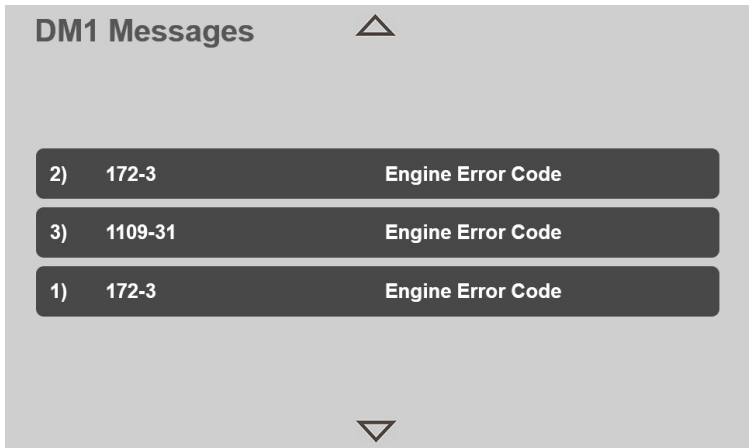 DM1 Messages
2) 172-3 Engine Error Code
3) 1109-31 Engine Error Code
1) 172-3 Engine Error Code